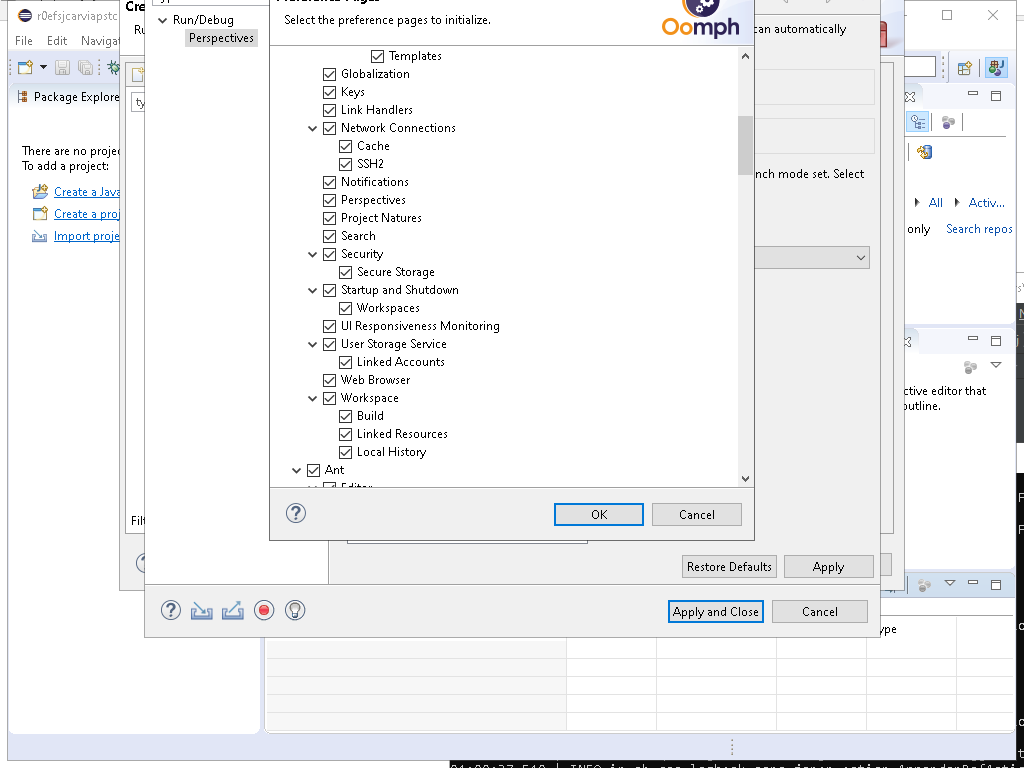 r0efsjcarviapstc
File Edit Navigat
Package Explore
There are no projec
To add a project:
Create a Java
Create a proj
Import proje
Cre
Ru
ty
Run/Debug
Perspectives
Select the preference pages to initialize.
Oomph
Templates
Globalization
Keys
Link Handlers
Network Connections
Cache
SSH2
Notifications
Perspectives
Project Natures
Search
Security
Secure Storage
Startup and Shutdown
Workspaces
UI Responsiveness Monitoring
User Storage Service
Linked Accounts
Web Browser
Workspace
Build
Linked Resources
Local History
Ant
OK
Cancel
can automatically
nch mode set. Select
All
Activ...
only
Search repos
ctive editor that
outline.
Filt
Restore Defaults
Apply
Apply and Close
Cancel
ype